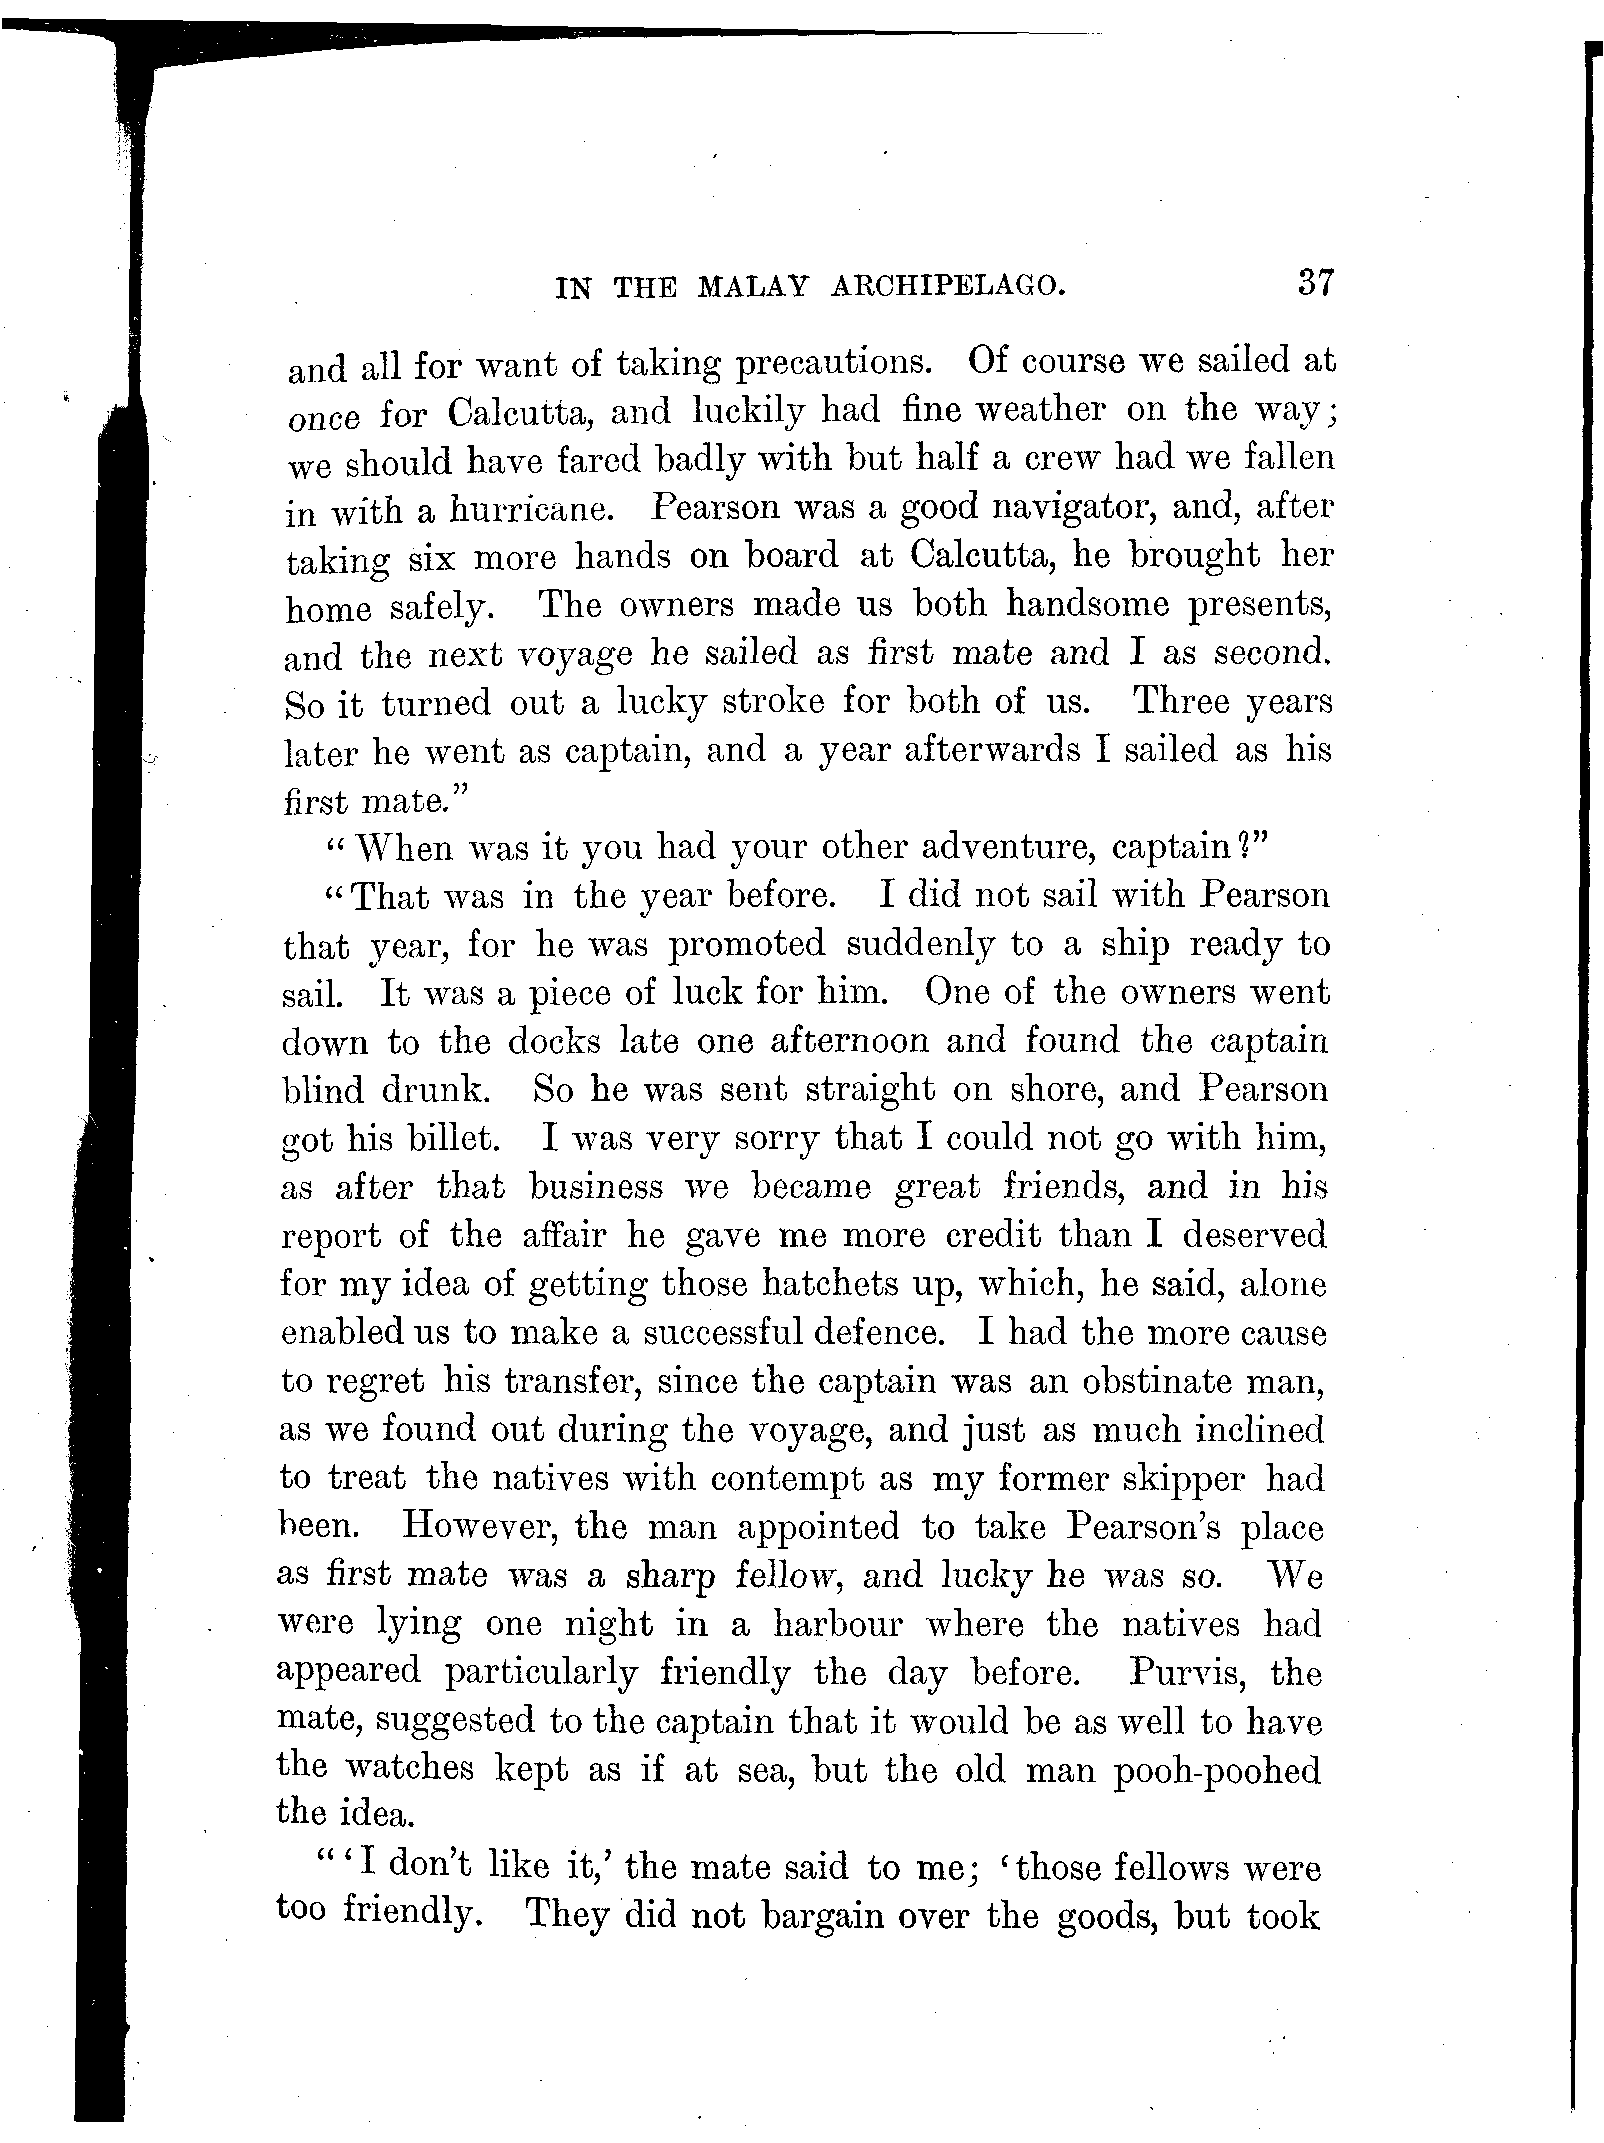 IN THE MALAY ARCHIPELAGO. 37
and all for want of taking precautions. Of course we sailed at
once for Calcutta, and luckily had fine weather on the way;
we should have fared badly with but half a crew had we fallen
in with a hurricane. Pearson was a good navigator, and, after
taking six more hands on board at Calcutta, he brought her
home safely. The owners made us both handsome presents,
and the next voyage he sailed as first mate and I as second.
So it turned out a lucky stroke for both of us. Three years
later he went as captain, and a year afterwards I sailed as his
first mate."
"When was it you had your other adventure, captain?"
"That was in the year before. I did not sail with Pearson
that year, for he was promoted suddenly to a ship ready to
sail. It was a piece of luck for him. One of the owners went
down to the docks late one afternoon and found the captain
blind drunk. So he was sent straight on shore, and Pearson
got his billet. I was very sorry that I could not go with him,
as after that business we became great friends, and in his
report of the affair he gave me more credit than I deserved
for my idea of getting those hatchets up, which, he said, alone
enabled us to make a successful defence. I had the more cause
to regret his transfer, since the captain was an obstinate man,
as we found out during the voyage, and just as much inclined
to treat the natives with contempt as my former skipper had
been. However, the man appointed to take Pearson's place
as first mate was a sharp fellow, and lucky he was so. We
were lying one night in a harbour where the natives had
appeared particularly friendly the day before. Purvis, the
mate, suggested to the captain that it would be as well to have
the watches kept as if at sea, but the old man pooh-poohed
the idea.
"'I don't like it,' the mate said to me; 'those fellows were
too friendly. They did not bargain over the goods, but took